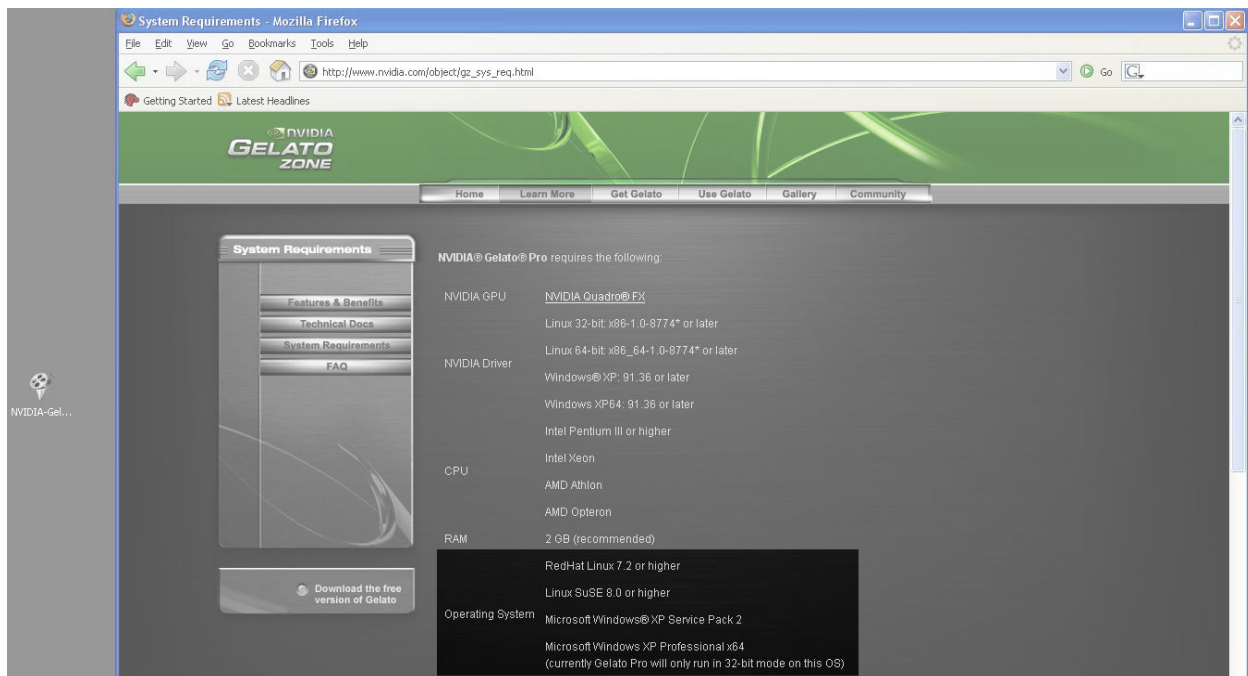 System Requirements - Mozilla Firefox
File Edit View Go Bookmarks Tools Help
http://www.nvidia.com/object/gz_sys_req.html
Go
G
Getting Started Latest Headlines
NVIDIA
GELATO
ZONE
Home Learn More Get Gelato Use Gelato Gallery Community
System Requirements
Features & Benefits
Technical Docs
System Requirements
FAQ
Download the free
version of Gelato
NVIDIA® Gelato® Pro requires the following:
NVIDIA GPU NVIDIA Quadro® FX
NVIDIA Driver
Linux 32-bit: x86-1.0-8774* or later
Linux 64-bit: x86_64-1.0-8774* or later
Windows® XP: 91.36 or later
Windows XP64: 91.36 or later
CPU
Intel Pentium III or higher
Intel Xeon
AMD Athlon
AMD Opteron
RAM 2 GB (recommended)
Operating System
RedHat Linux 7.2 or higher
Linux SuSE 8.0 or higher
Microsoft Windows® XP Service Pack 2
Microsoft Windows XP Professional x64
(currently Gelato Pro will only run in 32-bit mode on this OS)
NVIDIA-Gel...